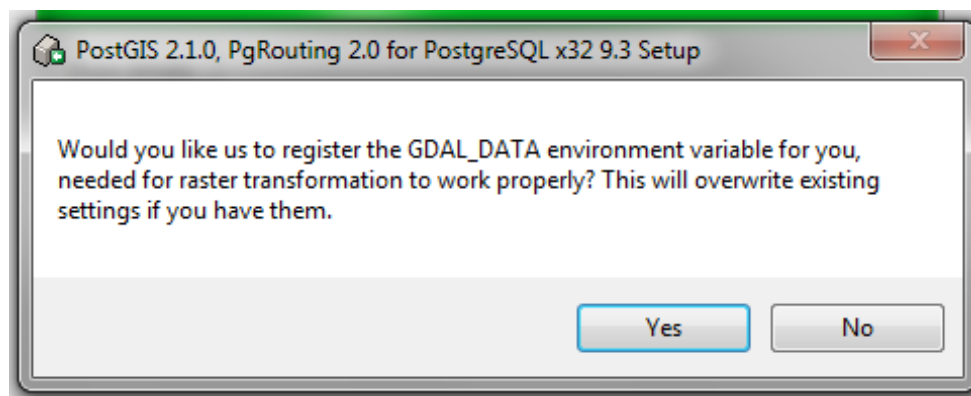 PostGIS 2.1.0, PgRouting 2.0 for PostgreSQL x32 9.3 Setup
Would you like us to register the GDAL_DATA environment variable for you,
needed for raster transformation to work properly? This will overwrite existing
settings if you have them.
Yes No